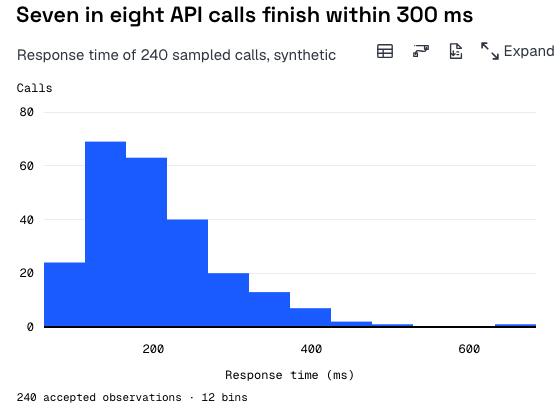 Seven in eight API calls finish within 300 ms
Response time of 240 sampled calls, synthetic
Expand
Calls
80
60
40
20
0
200 400 600
Response time (ms)
240 accepted observations · 12 bins